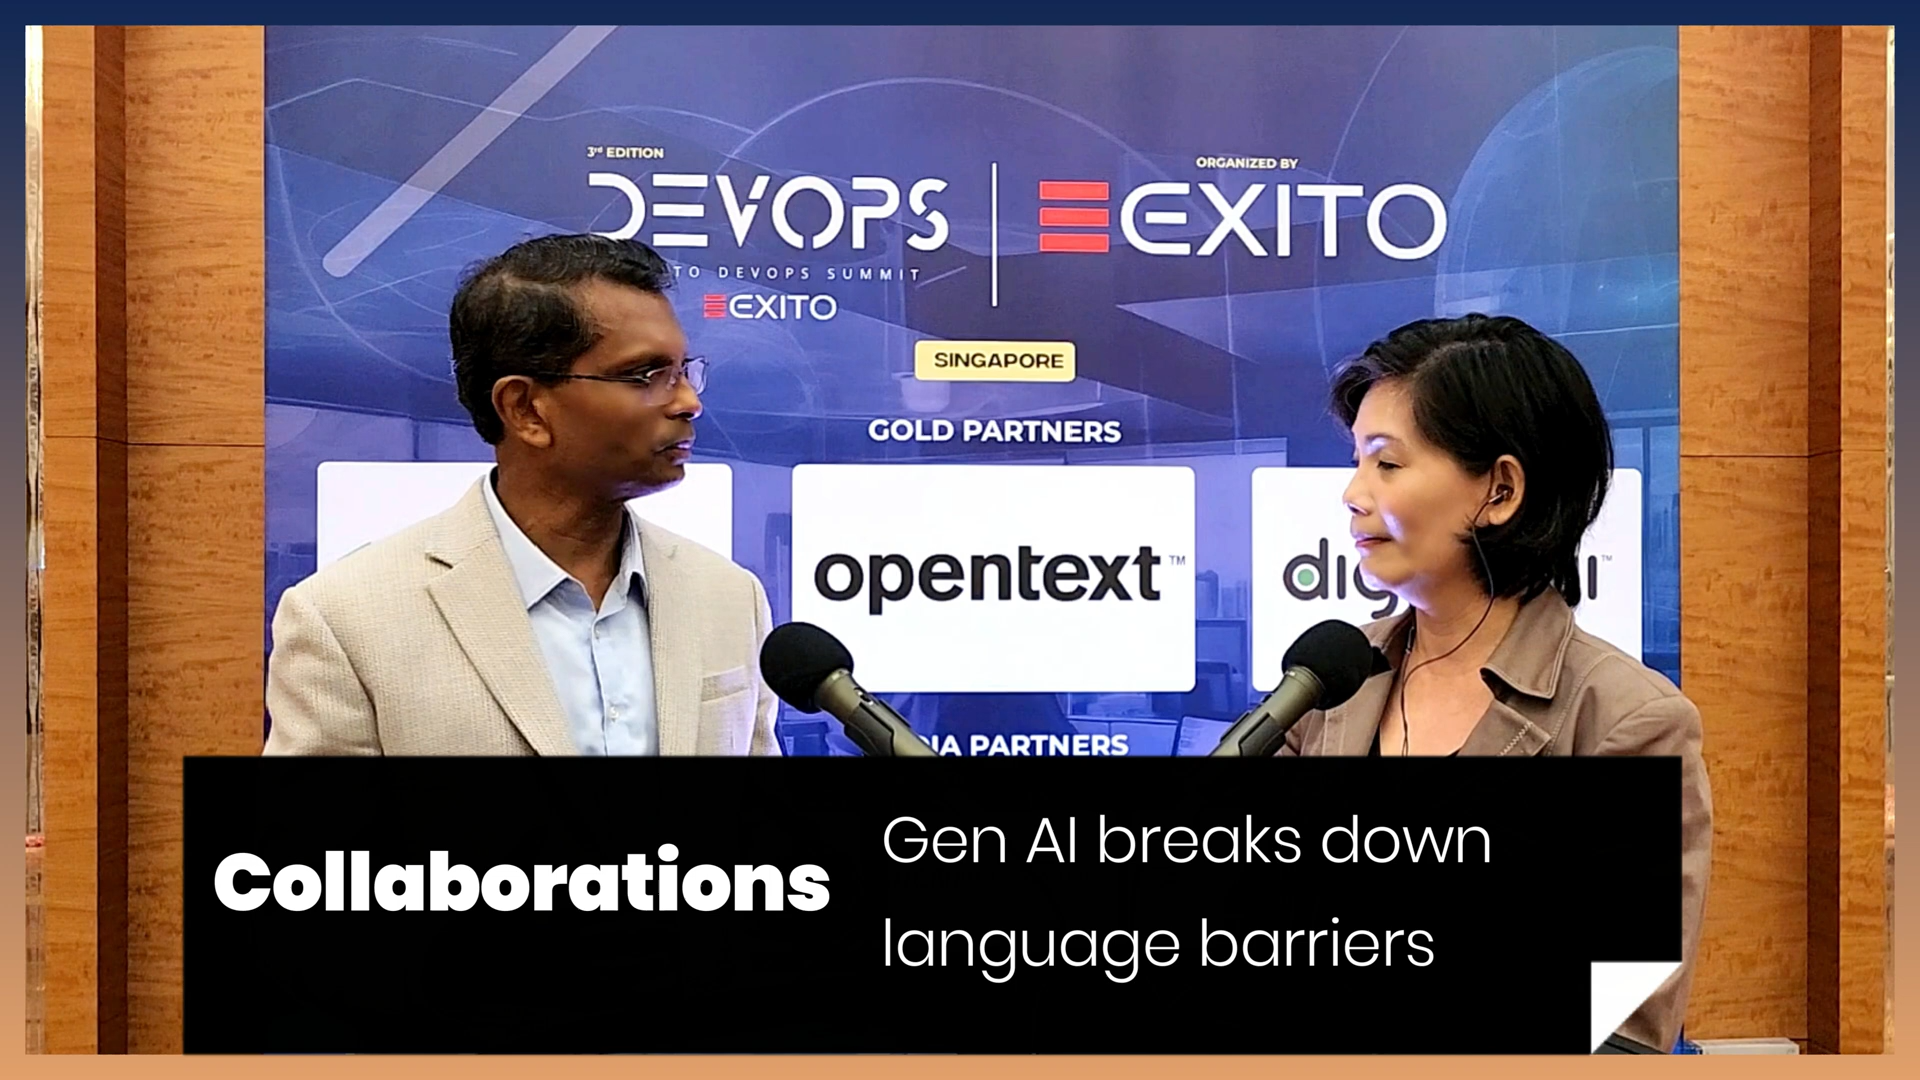 3rd EDITION
DEVOPS
TO DEVOPS SUMMIT
EXITO
ORGANIZED BY
EXITO
SINGAPORE
GOLD PARTNERS
opentext™
PARTNERS
Collaborations
Gen AI breaks down
language barriers